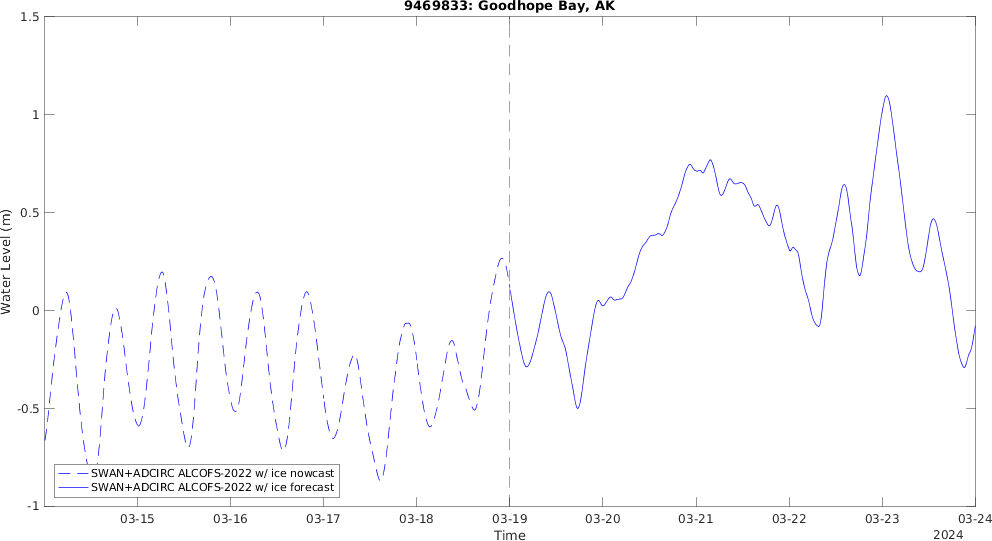 9469833: Goodhope Bay, AK
1.5
1
0.5
0
-0.5
-1
Water Level (m)
SWAN+ADCIRC ALCOFS-2022 w/ ice nowcast
SWAN+ADCIRC ALCOFS-2022 w/ ice forecast
03-15 03-16 03-17 03-18 03-19 03-20 03-21 03-22 03-23 03-24
Time
2024